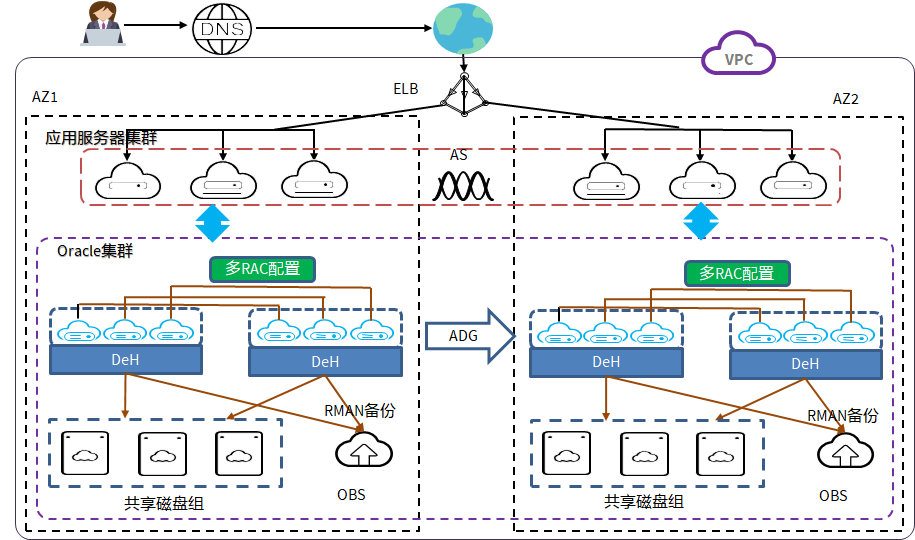 DNS
VPC
ELB
AZ1
AZ2
应用服务器集群
AS
Oracle集群
多RAC配置
多RAC配置
DeH
DeH
ADG
DeH
DeH
RMAN备份
RMAN备份
OBS
OBS
共享磁盘组
共享磁盘组